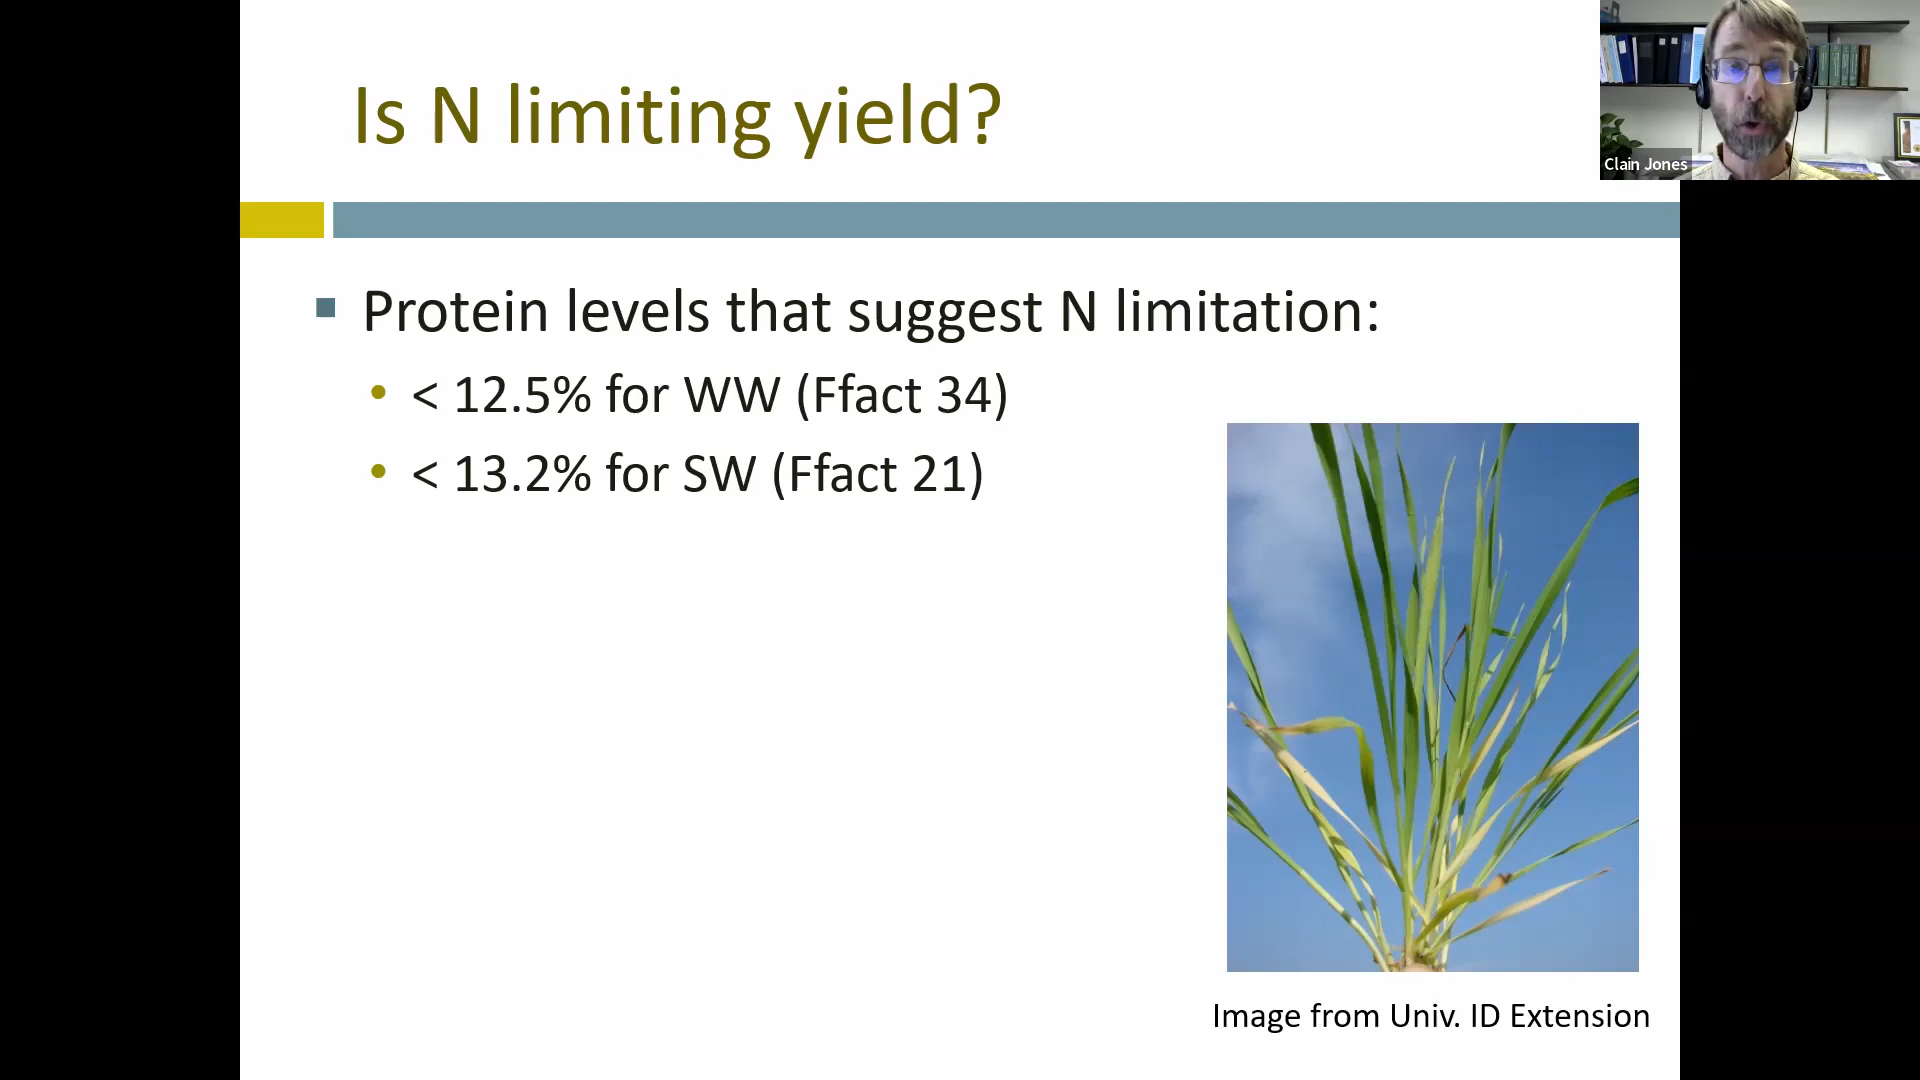 Is N limiting yield?
Clain Jones
Protein levels that suggest N limitation:
< 12.5% for WW (Ffact 34)
< 13.2% for SW (Ffact 21)
Image from Univ. ID Extension